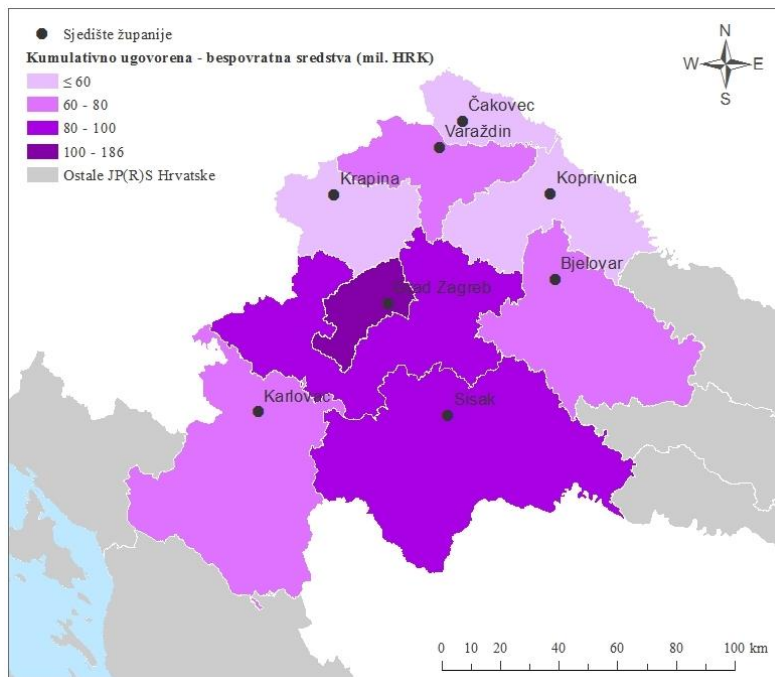 Sjedište županije
Kumulativno ugovorena - bespovratna sredstva (mil. HRK)
≤ 60
60 - 80
80 - 100
100 - 186
Ostale JP(R)S Hrvatske
N
W E
S
Čakovec
Varaždin
Krapina
Koprivnica
Bjelovar
Grad Zagreb
Karlovac
Sisak
0 10 20 40 60 80 100 km